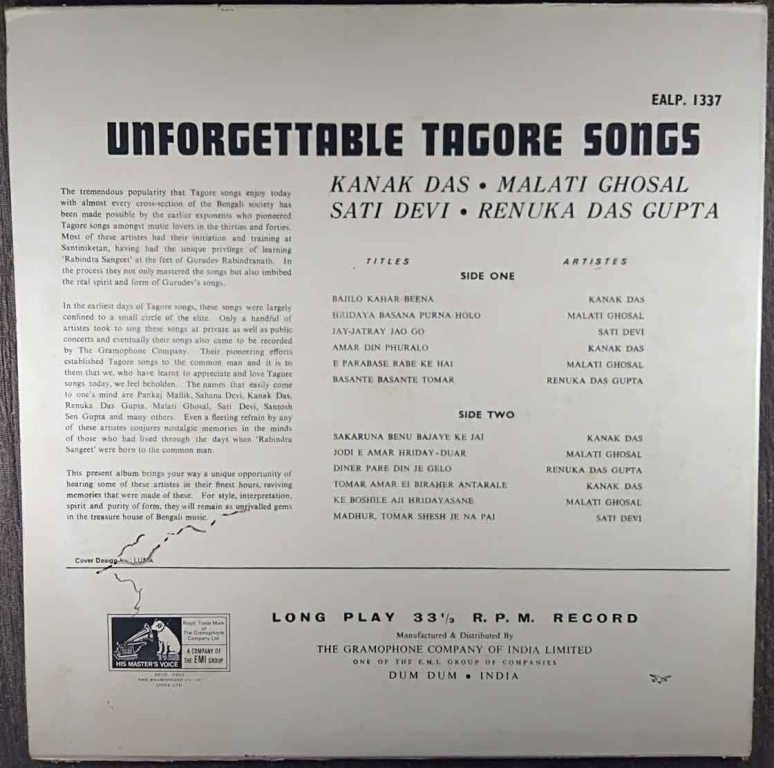 EALP. 1337
UNFORGETTABLE TAGORE SONGS
KANAK DAS • MALATI GHOSAL
SATI DEVI • RENUKA DAS GUPTA
The tremendous popularity that Tagore songs enjoy today
with almost every cross-section of the Bengali society has
been made possible by the earlier exponents who pioneered
Tagore songs amongst music lovers in the thirties and forties.
Most of these artistes had their initiation and training at
Santiniketan, having had the unique privilege of learning
'Rabindra Sangeet' at the feet of Gurudev Rabindranath. In
the process they not only mastered the songs but also imbibed
the real spirit and form of Gurudev's songs.
In the earliest days of Tagore songs, these songs were largely
confined to a small circle of the elite. Only a handful of
artistes took to sing these songs at private as well as public
concerts and eventually their songs also came to be recorded
by The Gramophone Company. Their pioneering efforts
established Tagore songs to the common man and it is to
them that we, who have learnt to appreciate and love Tagore
songs today, we feel beholden. The names that easily come
to one's mind are Pankaj Mallik, Sahana Devi, Kanak Das,
Renuka Das Gupta, Malati Ghosal, Sati Devi, Santosh
Sen Gupta and many others. Even a fleeting refrain by any
of these artistes conjures nostalgic memories in the minds
of those who had lived through the days when 'Rabindra
Sangeet' were born to the common man.
This present album brings your way a unique opportunity of
hearing some of these artistes in their finest hours, reviving
memories that were made of these. For style, interpretation,
spirit and purity of form, they will remain as unrivalled gems
in the treasure house of Bengali music.
Cover Design by: LUNA
TITLES ARTISTES
SIDE ONE
BAJILO KAHAR BEENA KANAK DAS
HRIDAYA BASANA PURNA HOLO MALATI GHOSAL
JAY-JATRAY JAO GO SATI DEVI
AMAR DIN PHURALO KANAK DAS
E PARABASE RABE KE HAI MALATI GHOSAL
BASANTE BASANTE TOMAR RENUKA DAS GUPTA
SIDE TWO
SAKARUNA BENU BAJAYE KE JAI KANAK DAS
JODI E AMAR HRIDAY-DUAR MALATI GHOSAL
DINER PARE DIN JE GELO RENUKA DAS GUPTA
TOMAR AMAR EI BIRAHER ANTARALE KANAK DAS
KE BOSHILE AJI HRIDAYASANE MALATI GHOSAL
MADHUR, TOMAR SHESH JE NA PAI SATI DEVI
HIS MASTER'S VOICE
Regd. Trade Mark
of
The Gramophone
Company Ltd
A COMPANY OF
THE EMI GROUP
LONG PLAY 33⅓ R.P.M. RECORD
Manufactured & Distributed By
THE GRAMOPHONE COMPANY OF INDIA LIMITED
ONE OF THE E.M.I. GROUP OF COMPANIES
DUM DUM • INDIA